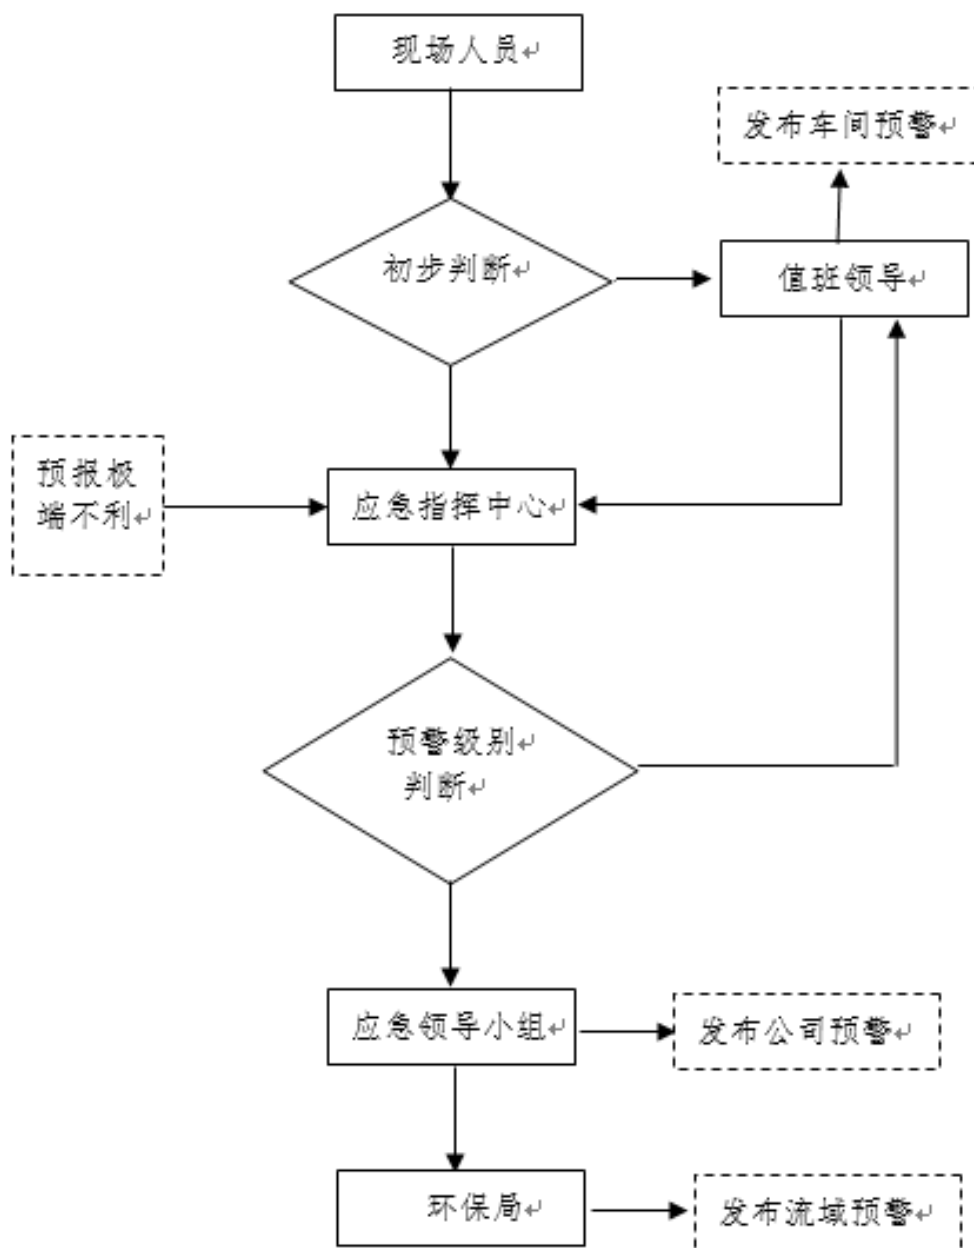 现场人员
发布车间预警
初步判断
值班领导
预报极
端不利
应急指挥中心
预警级别
判断
应急领导小组
发布公司预警
环保局
发布流域预警